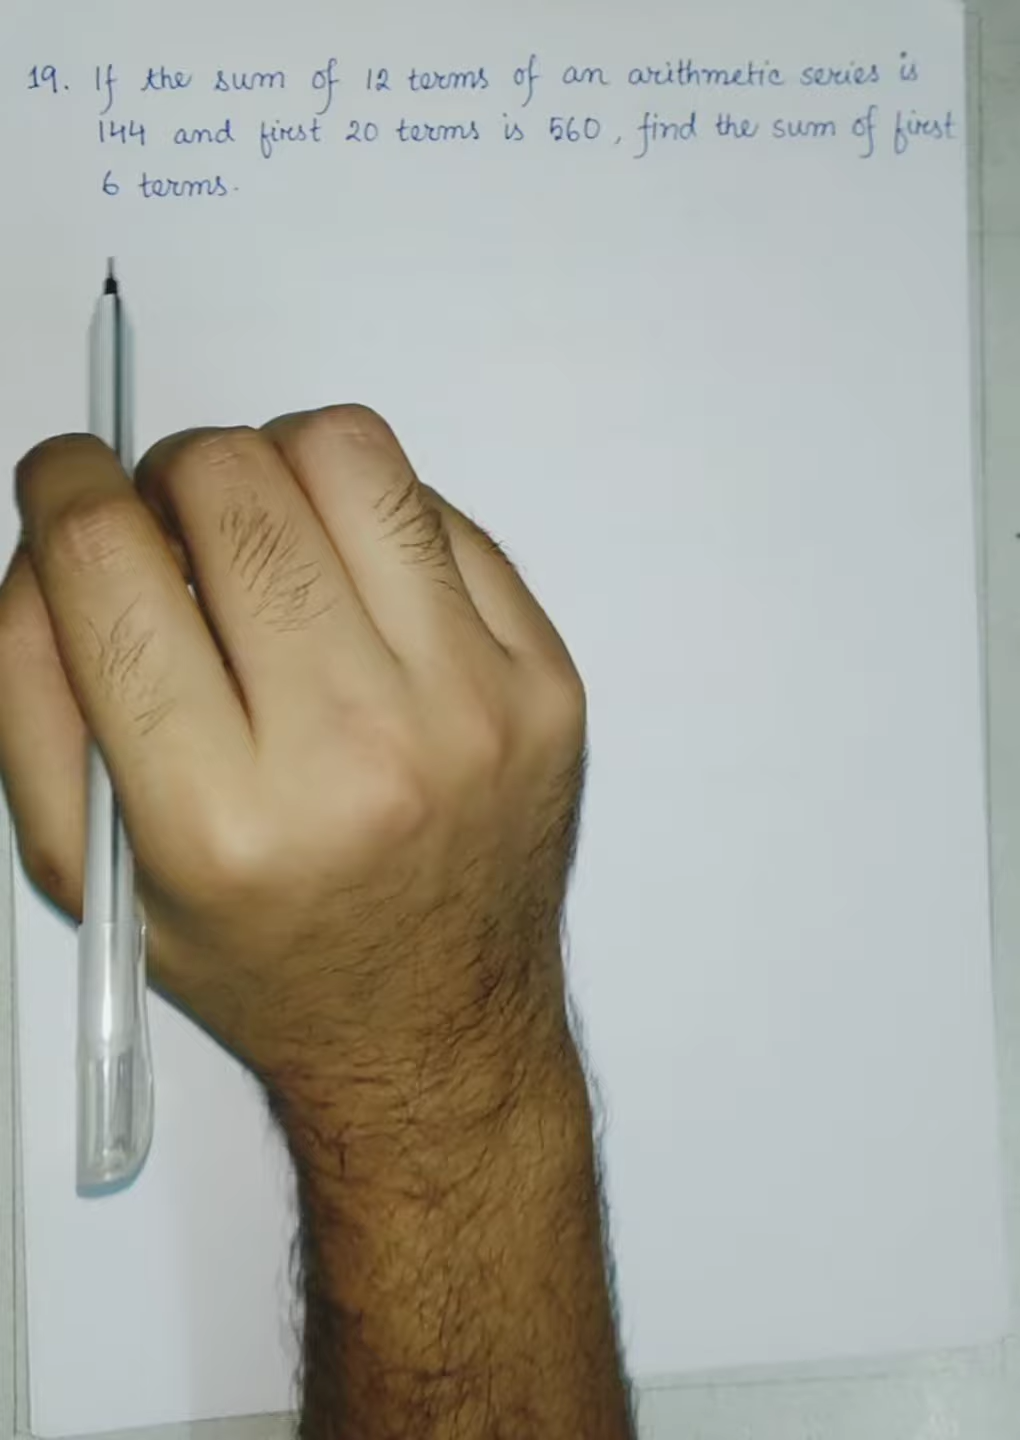 19. If the sum of 12 terms of an arithmetic series is
144 and first 20 terms is 560, find the sum of first
6 terms.